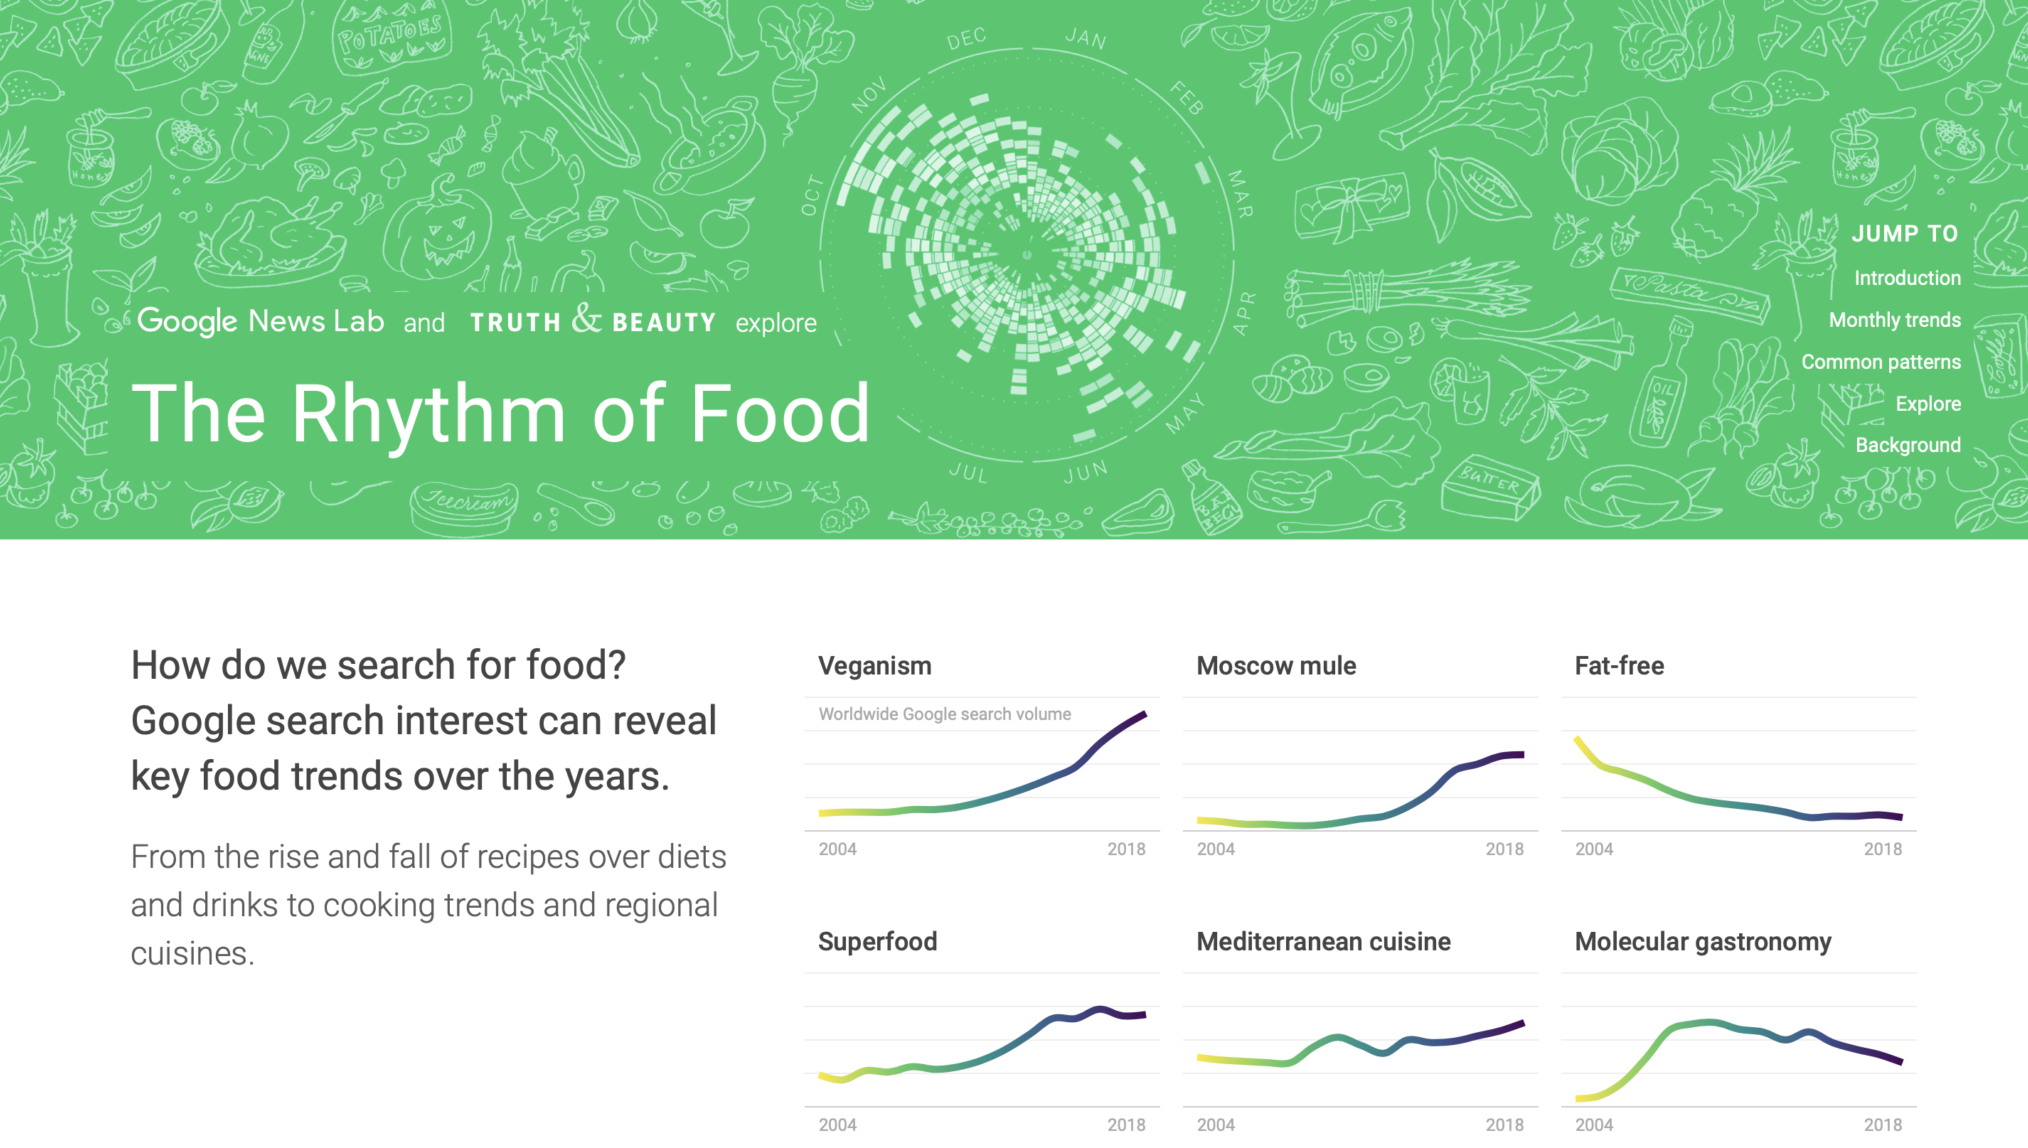 POTATOES
Honey
Honey
DEC
JAN
NOV
FEB
OCT
MAR
APR
MAY
JUL
JUN
Pasta
OIL
BUTTER
Icecream
Google News Lab and TRUTH & BEAUTY explore
The Rhythm of Food
JUMP TO
Introduction
Monthly trends
Common patterns
Explore
Background
How do we search for food?
Google search interest can reveal
key food trends over the years.
From the rise and fall of recipes over diets
and drinks to cooking trends and regional
cuisines.
Veganism
Worldwide Google search volume
2004
2018
Moscow mule
2004
2018
Fat-free
2004
2018
Superfood
2004
2018
Mediterranean cuisine
2004
2018
Molecular gastronomy
2004
2018